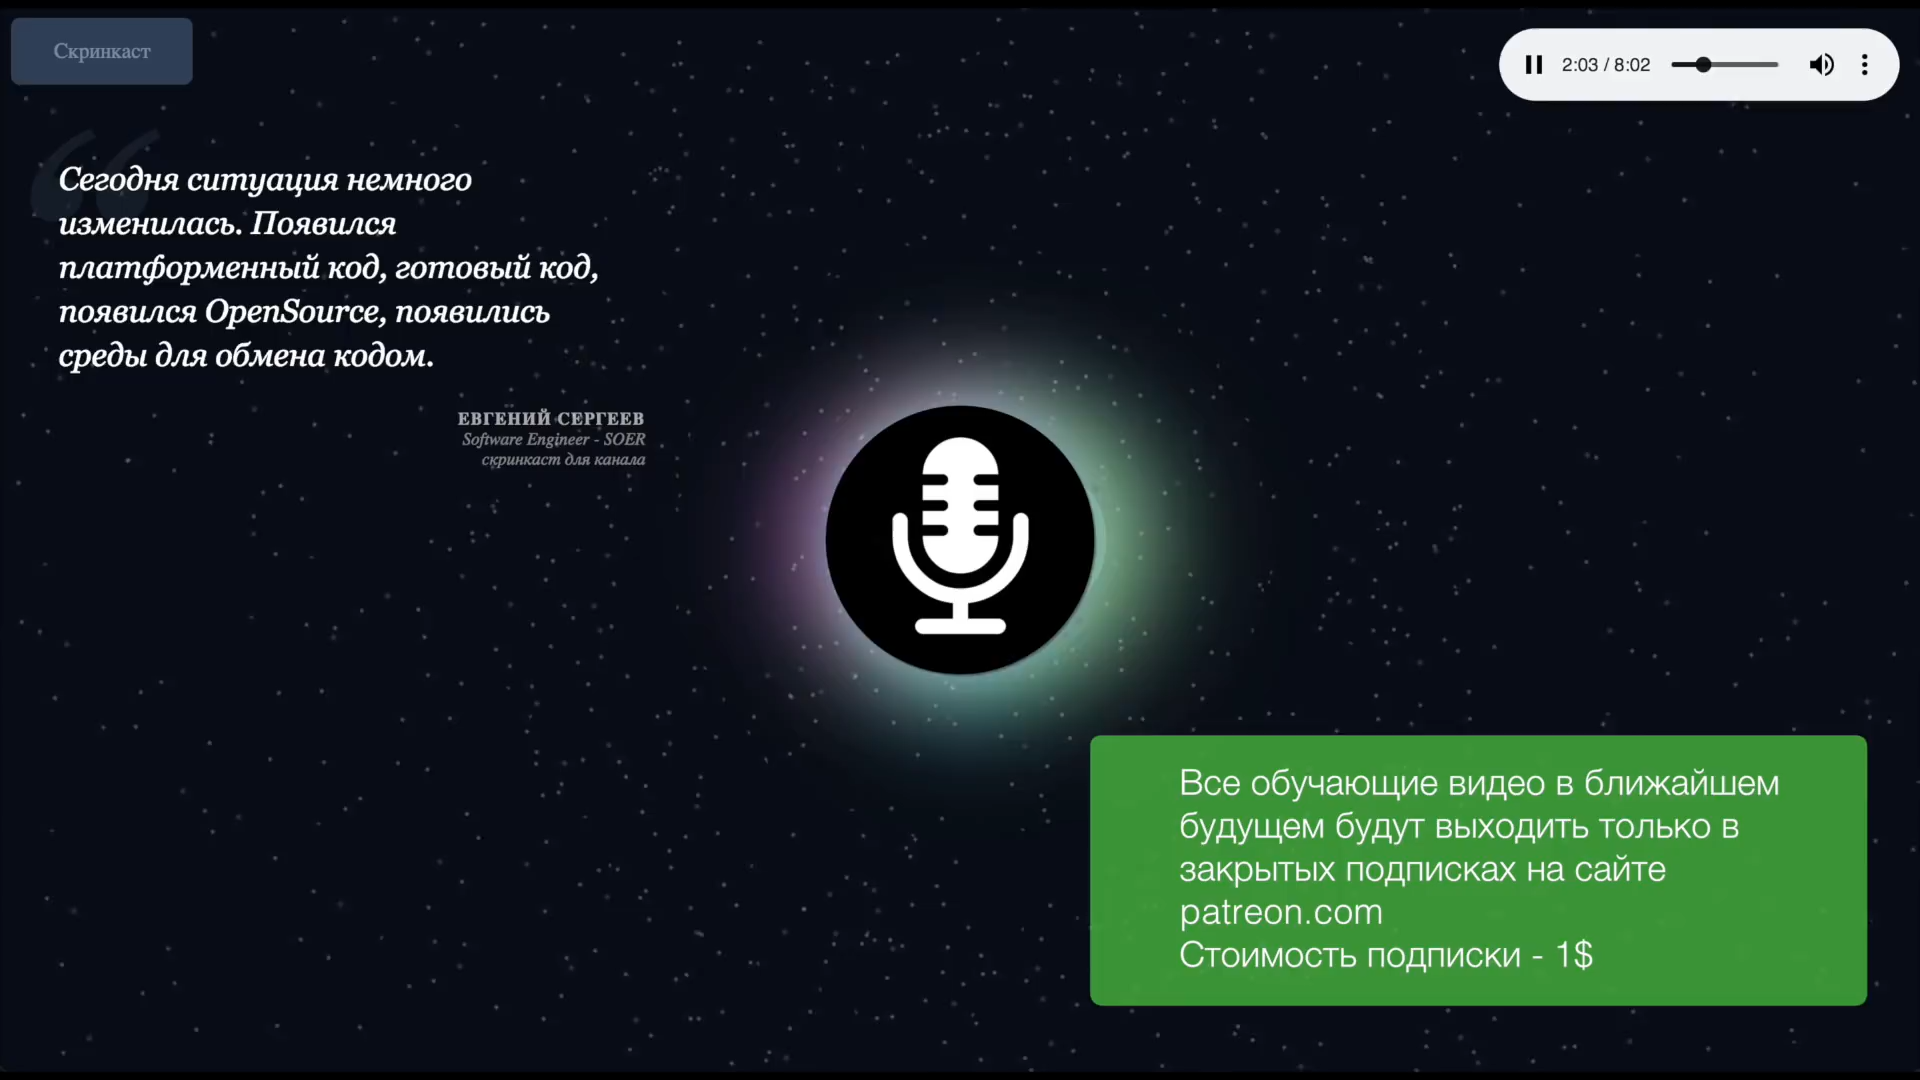 Скринкаст
2:03 / 8:02
Сегодня ситуация немного
изменилась. Появился
платформенный код, готовый код,
появился OpenSource, появились
среды для обмена кодом.
ЕВГЕНИЙ СЕРГЕЕВ
Software Engineer - SOER
скринкаст для канала
Все обучающие видео в ближайшем
будущем будут выходить только в
закрытых подписках на сайте
patreon.com
Стоимость подписки - 1$